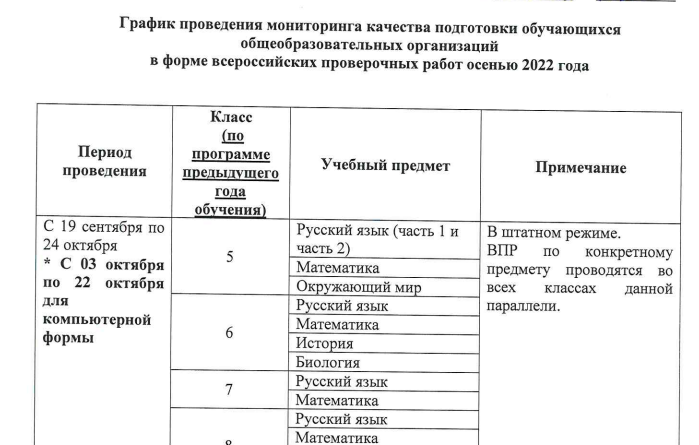 График проведения мониторинга качества подготовки обучающихся
общеобразовательных организаций
в форме всероссийских проверочных работ осенью 2022 года
Период
проведения
Класс
(по
программе
предыдущего
года
обучения)
Учебный предмет
Примечание
С 19 сентября по
24 октября
* С 03 октября
по 22 октября
для
компьютерной
формы
5
Русский язык (часть 1 и
часть 2)
Математика
Окружающий мир
В штатном режиме.
ВПР по конкретному
предмету проводятся во
всех классах данной
параллели.
6
Русский язык
Математика
История
Биология
7
Русский язык
Математика
8
Русский язык
Математика